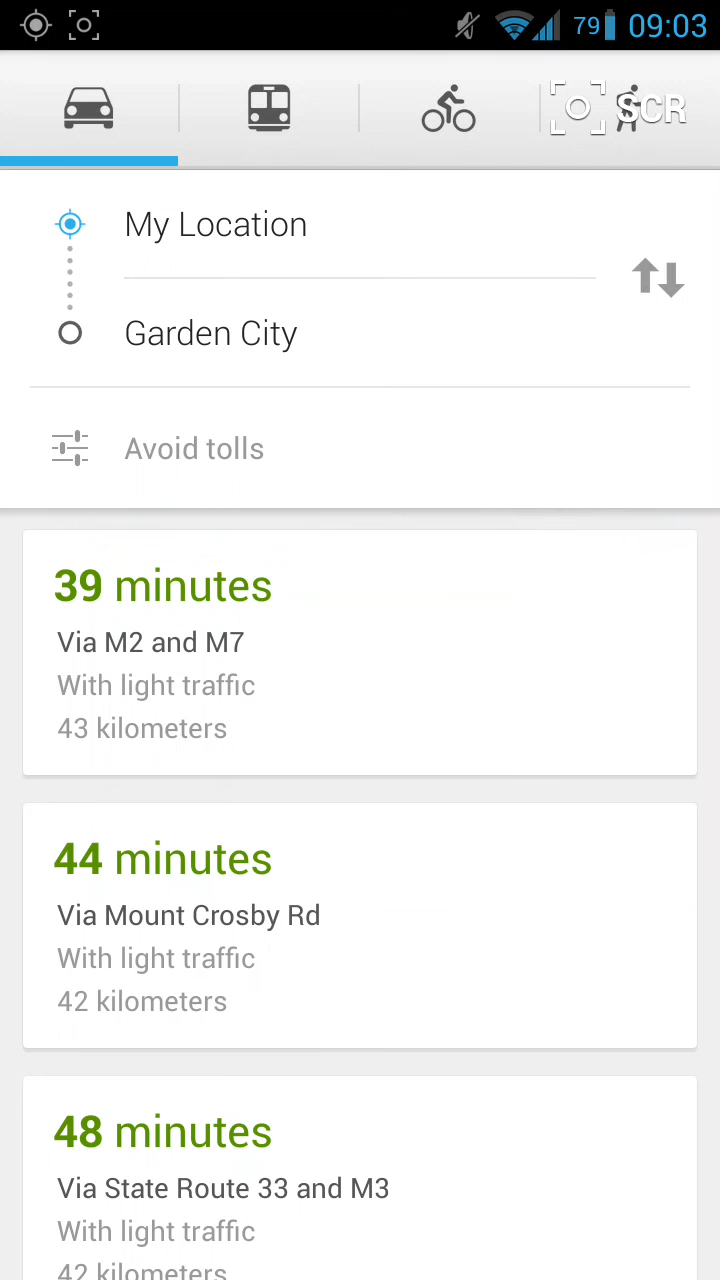 79 09:03
SCR
My Location
Garden City
Avoid tolls
39 minutes
Via M2 and M7
With light traffic
43 kilometers
44 minutes
Via Mount Crosby Rd
With light traffic
42 kilometers
48 minutes
Via State Route 33 and M3
With light traffic
42 kilometers